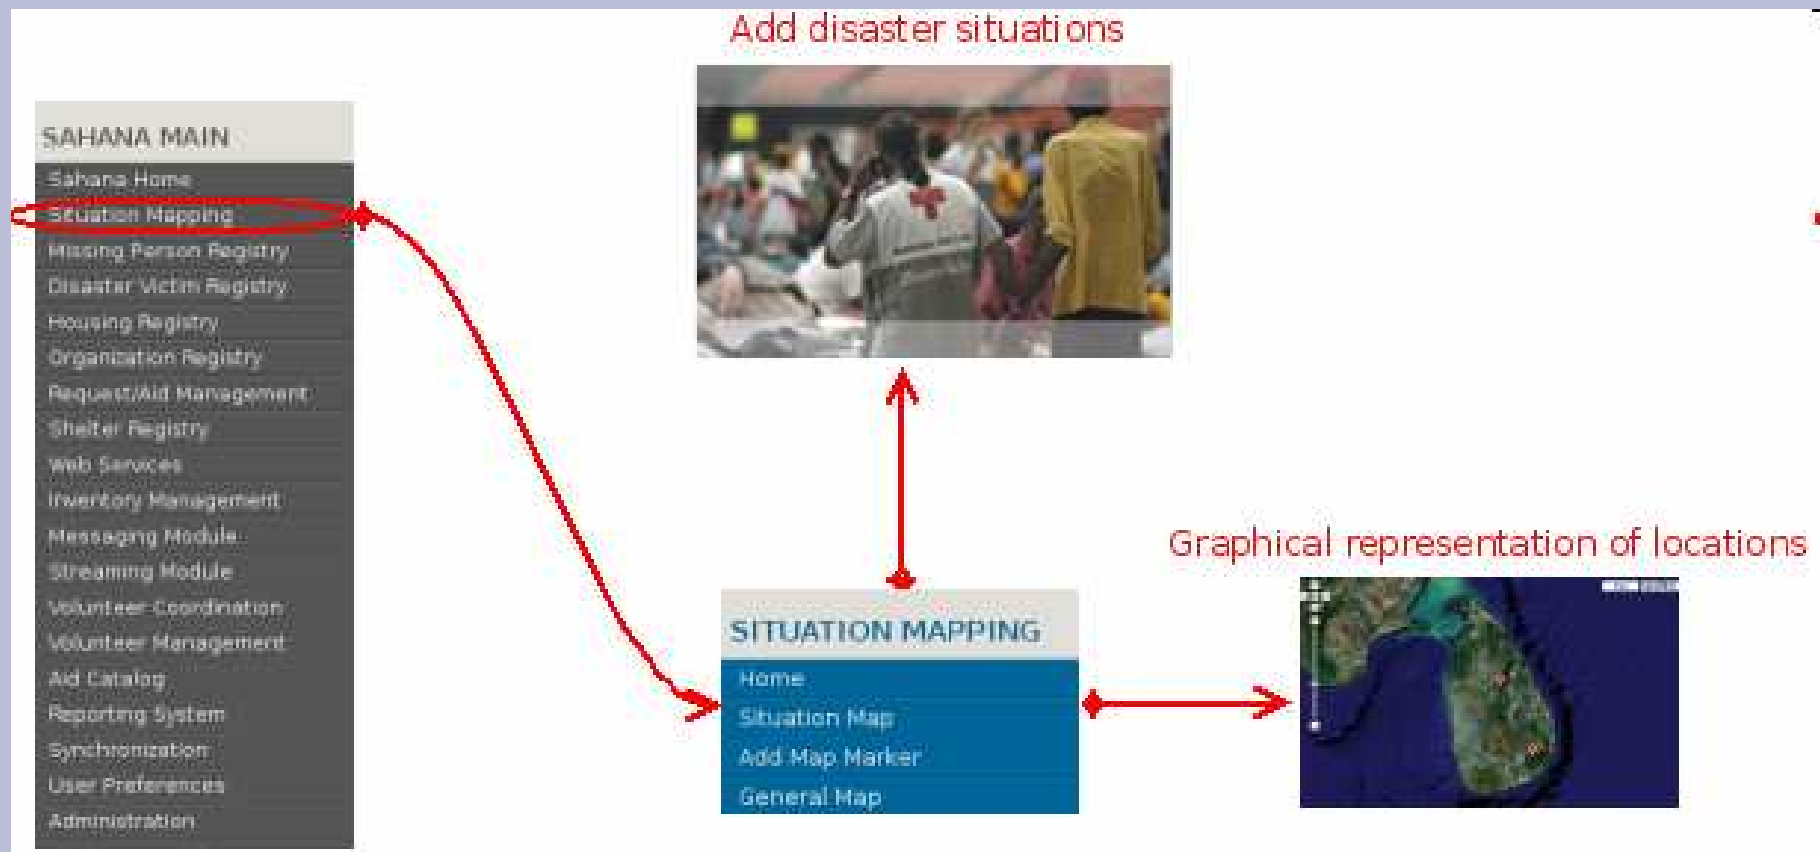 Add disaster situations
SAHANA MAIN
Sahana Home
Situation Mapping
Missing Person Registry
Disaster Victim Registry
Housing Registry
Organization Registry
Request/Aid Management
Shelter Registry
Web Services
Inventory Management
Messaging Module
Streaming Module
Volunteer Coordination
Volunteer Management
Aid Catalog
Reporting System
Synchronization
User Preferences
Administration
Graphical representation of locations
SITUATION MAPPING
Home
Situation Map
Add Map Marker
General Map